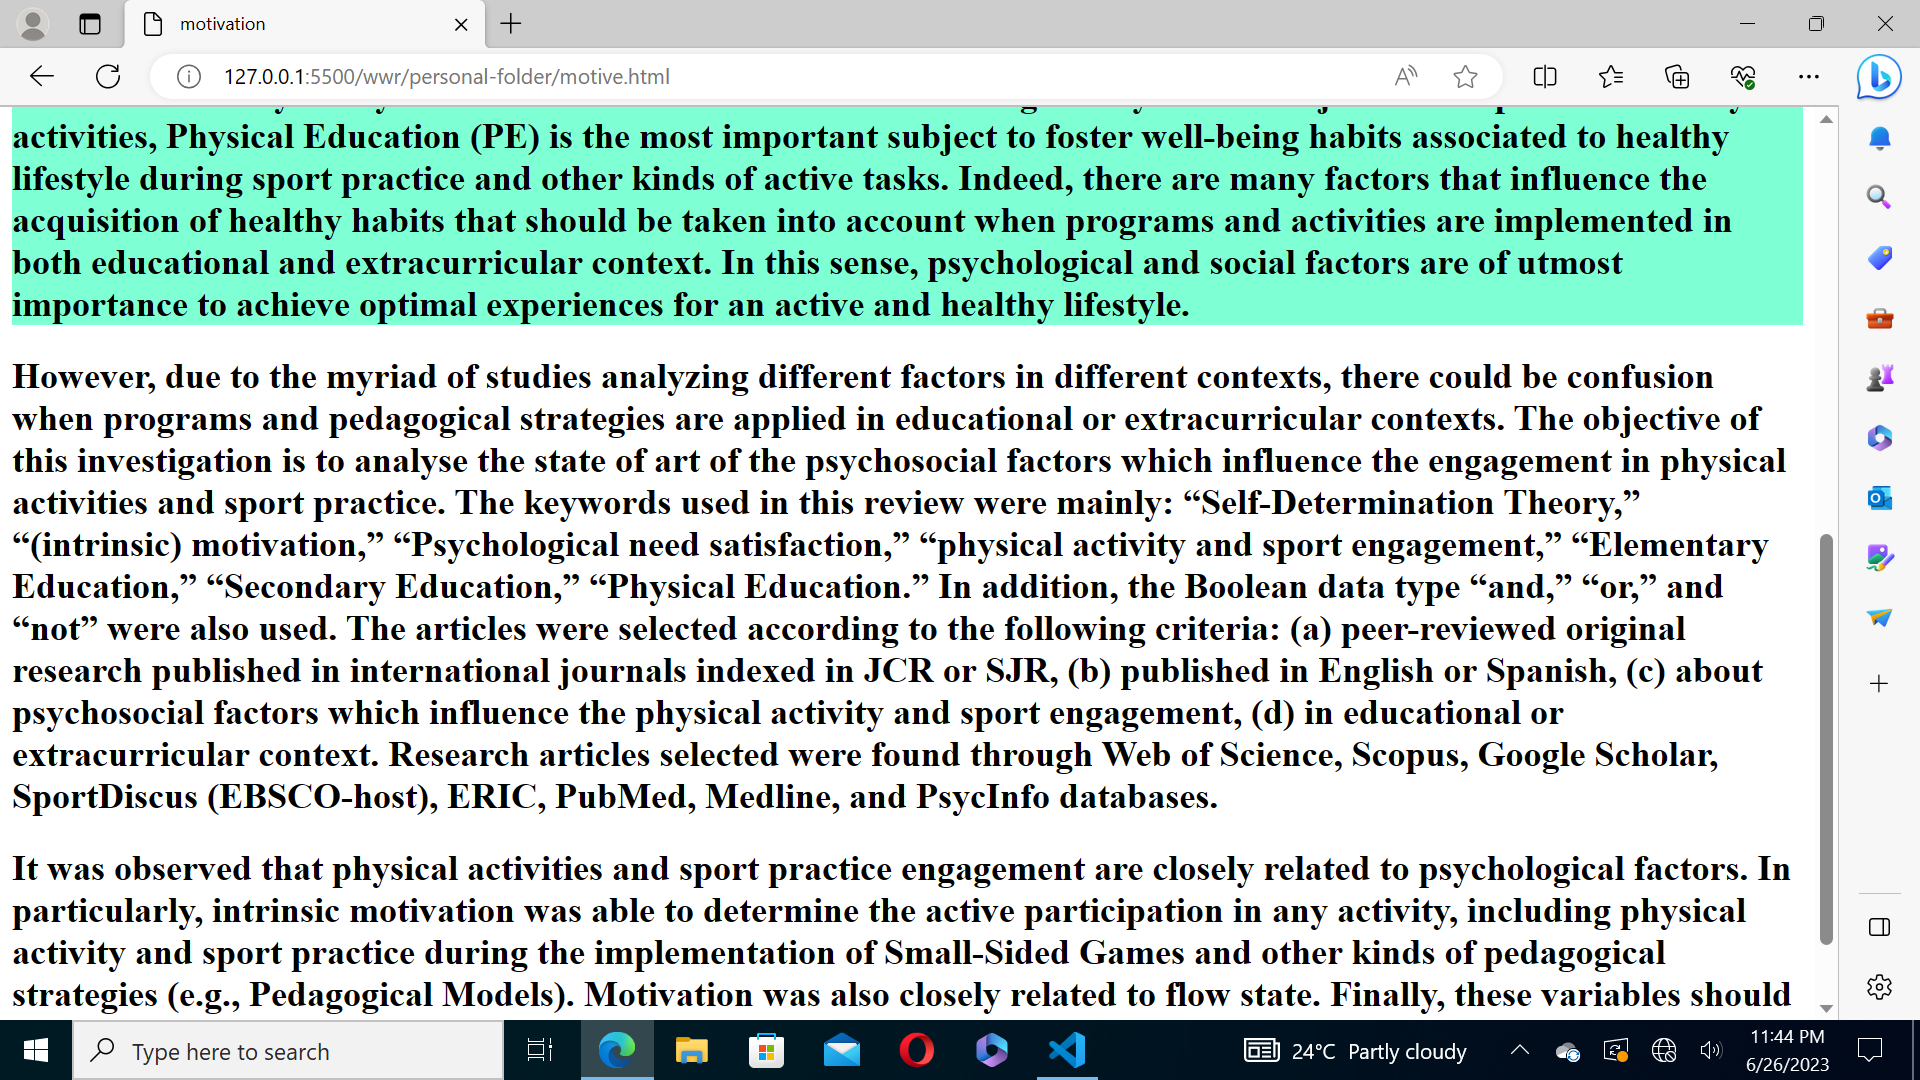 motivation
127.0.0.1:5500/wwr/personal-folder/motive.html
activities, Physical Education (PE) is the most important subject to foster well-being habits associated to healthy
lifestyle during sport practice and other kinds of active tasks. Indeed, there are many factors that influence the
acquisition of healthy habits that should be taken into account when programs and activities are implemented in
both educational and extracurricular context. In this sense, psychological and social factors are of utmost
importance to achieve optimal experiences for an active and healthy lifestyle.
However, due to the myriad of studies analyzing different factors in different contexts, there could be confusion
when programs and pedagogical strategies are applied in educational or extracurricular contexts. The objective of
this investigation is to analyse the state of art of the psychosocial factors which influence the engagement in physical
activities and sport practice. The keywords used in this review were mainly: “Self-Determination Theory,”
“(intrinsic) motivation,” “Psychological need satisfaction,” “physical activity and sport engagement,” “Elementary
Education,” “Secondary Education,” “Physical Education.” In addition, the Boolean data type “and,” “or,” and
“not” were also used. The articles were selected according to the following criteria: (a) peer-reviewed original
research published in international journals indexed in JCR or SJR, (b) published in English or Spanish, (c) about
psychosocial factors which influence the physical activity and sport engagement, (d) in educational or
extracurricular context. Research articles selected were found through Web of Science, Scopus, Google Scholar,
SportDiscus (EBSCO-host), ERIC, PubMed, Medline, and PsycInfo databases.
It was observed that physical activities and sport practice engagement are closely related to psychological factors. In
particularly, intrinsic motivation was able to determine the active participation in any activity, including physical
activity and sport practice during the implementation of Small-Sided Games and other kinds of pedagogical
strategies (e.g., Pedagogical Models). Motivation was also closely related to flow state. Finally, these variables should
Type here to search
24°C Partly cloudy
11:44 PM
6/26/2023